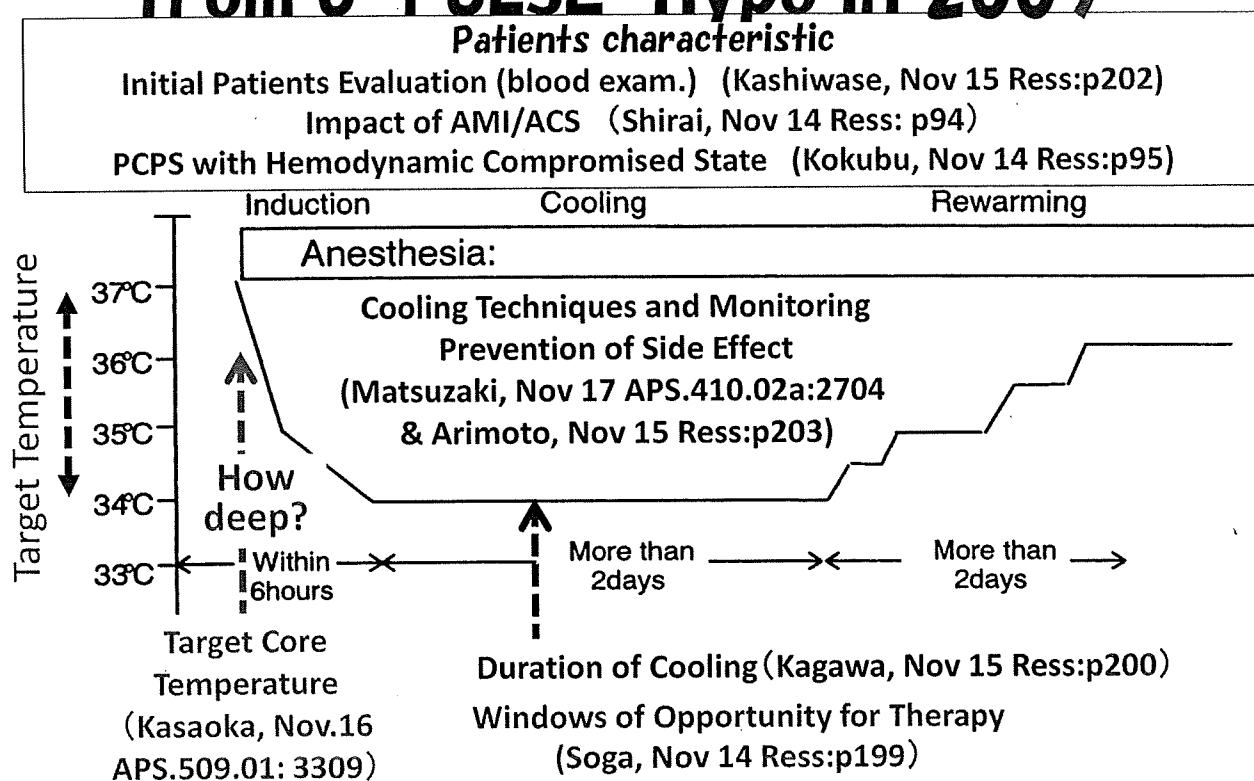 from J-PULSE-Hypo in 2009
Patients characteristic
Initial Patients Evaluation (blood exam.) (Kashiwase, Nov 15 Ress:p202)
Impact of AMI/ACS （Shirai, Nov 14 Ress: p94）
PCPS with Hemodynamic Compromised State (Kokubu, Nov 14 Ress:p95)
Induction Cooling Rewarming
Anesthesia:
Target Temperature
37°C
36°C
35°C
34°C
33°C
Cooling Techniques and Monitoring
Prevention of Side Effect
(Matsuzaki, Nov 17 APS.410.02a:2704
& Arimoto, Nov 15 Ress:p203)
How
deep?
Within
6hours
More than
2days
More than
2days
Target Core
Temperature
（Kasaoka, Nov.16
APS.509.01: 3309）
Duration of Cooling（Kagawa, Nov 15 Ress:p200）
Windows of Opportunity for Therapy
(Soga, Nov 14 Ress:p199）